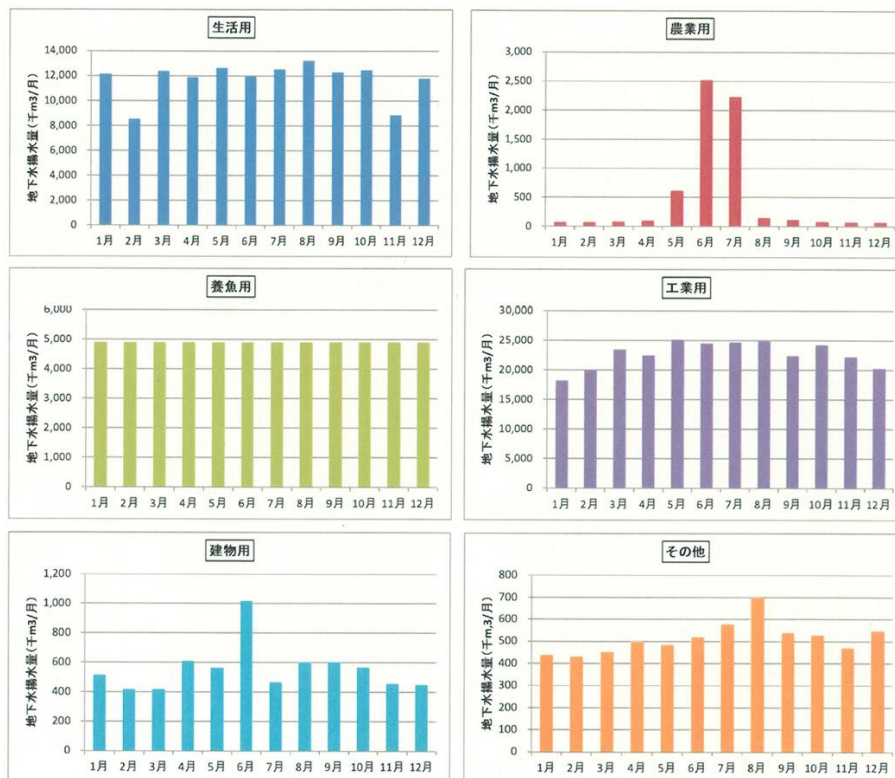 生活用
地下水揚水量(千m3/月)
14,000
12,000
10,000
8,000
6,000
4,000
2,000
0
1月 2月 3月 4月 5月 6月 7月 8月 9月 10月 11月 12月
農業用
地下水揚水量(千m3/月)
3,000
2,500
2,000
1,500
1,000
500
0
1月 2月 3月 4月 5月 6月 7月 8月 9月 10月 11月 12月
養魚用
地下水揚水量(千m3/月)
6,000
5,000
4,000
3,000
2,000
1,000
0
1月 2月 3月 4月 5月 6月 7月 8月 9月 10月 11月 12月
工業用
地下水揚水量(千m3/月)
30,000
25,000
20,000
15,000
10,000
5,000
0
1月 2月 3月 4月 5月 6月 7月 8月 9月 10月 11月 12月
建物用
地下水揚水量(千m3/月)
1,200
1,000
800
600
400
200
0
1月 2月 3月 4月 5月 6月 7月 8月 9月 10月 11月 12月
その他
地下水揚水量(千m,3/月)
800
700
600
500
400
300
200
100
0
1月 2月 3月 4月 5月 6月 7月 8月 9月 10月 11月 12月